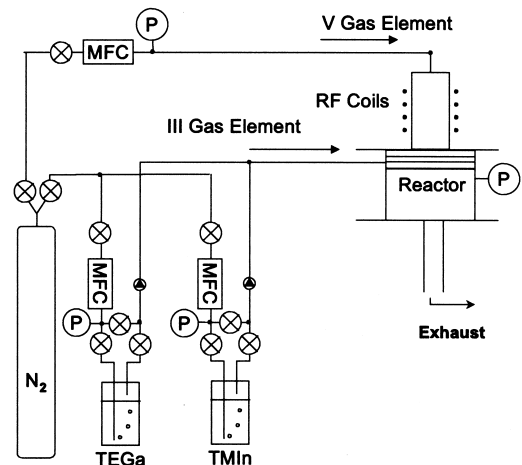 P
V Gas Element
MFC
RF Coils
III Gas Element
Reactor
P
MFC
MFC
P
P
Exhaust
N2
TEGa
TMIn